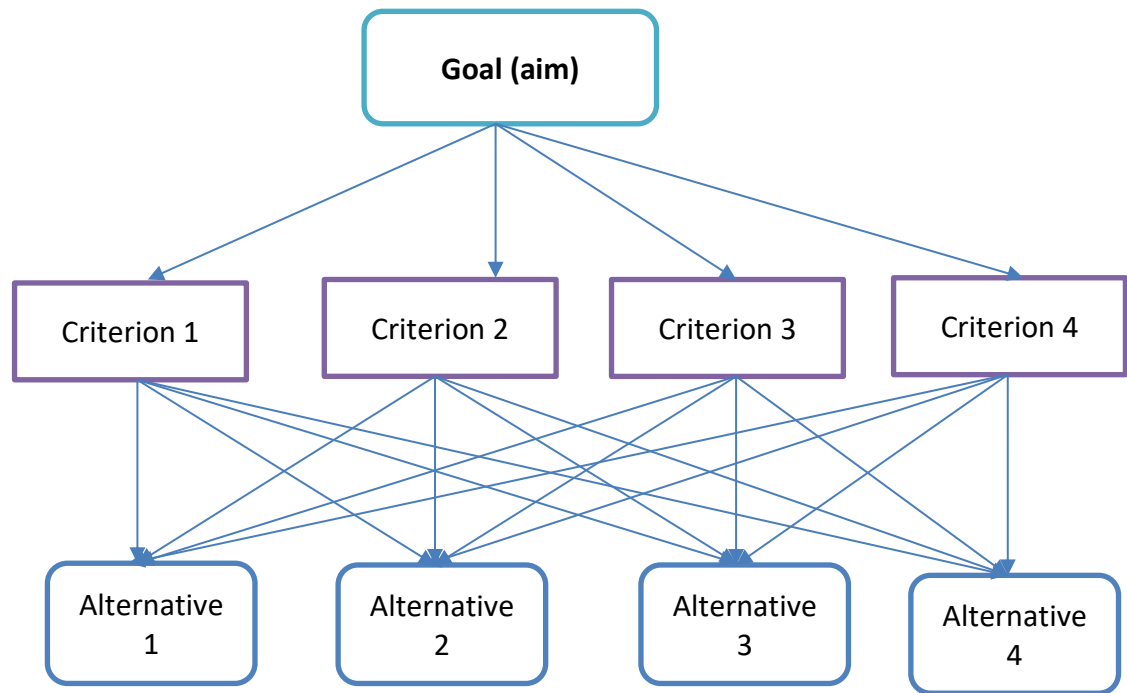 Goal (aim)
Criterion 1
Criterion 2
Criterion 3
Criterion 4
Alternative
1
Alternative
2
Alternative
3
Alternative
4